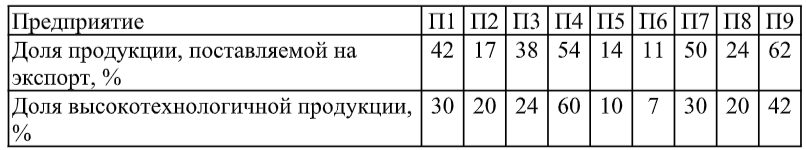 Предприятие П1 П2 П3 П4 П5 П6 П7 П8 П9
Доля продукции, поставляемой на 42 17 38 54 14 11 50 24 62
экспорт, %
Доля высокотехнологичной продукции, 30 20 24 60 10 7 30 20 42
%